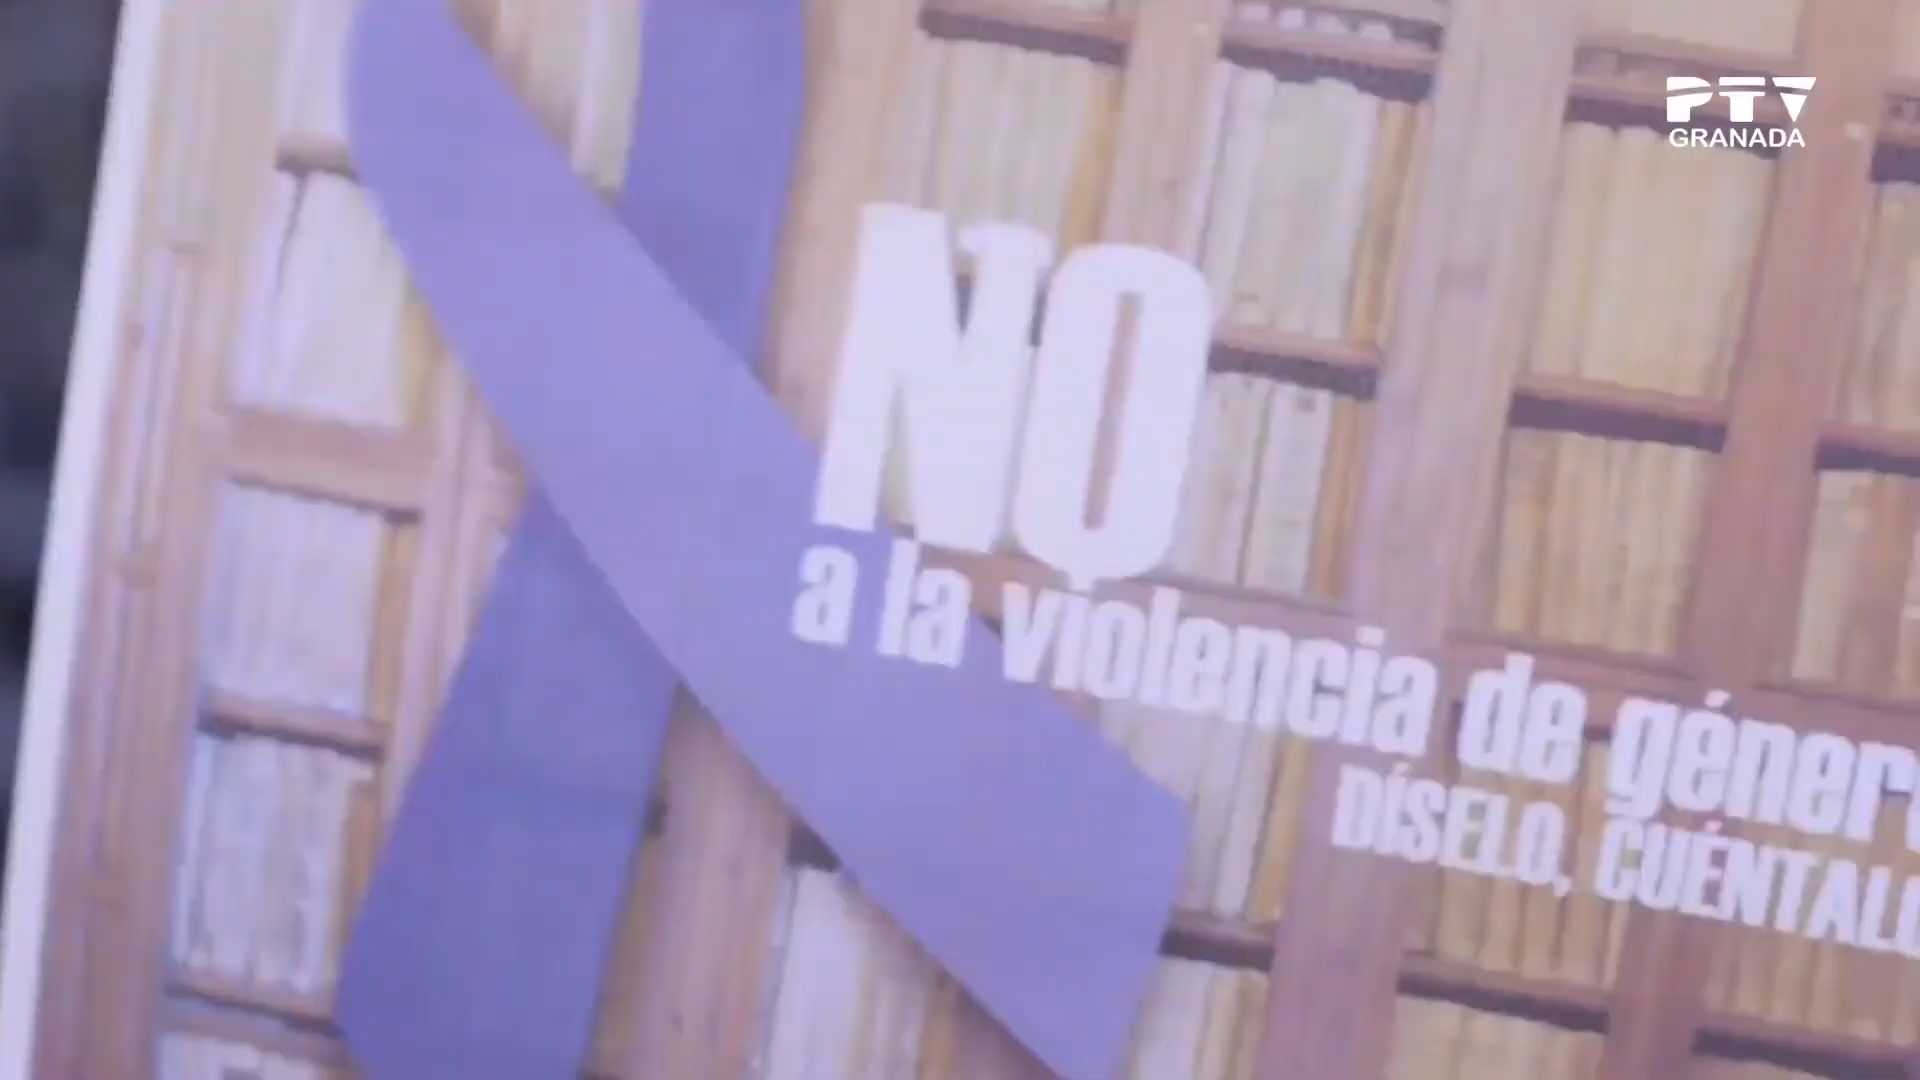 PTV
GRANADA
NO
a la violencia de géner
DÍSELO, CUÉNTAL